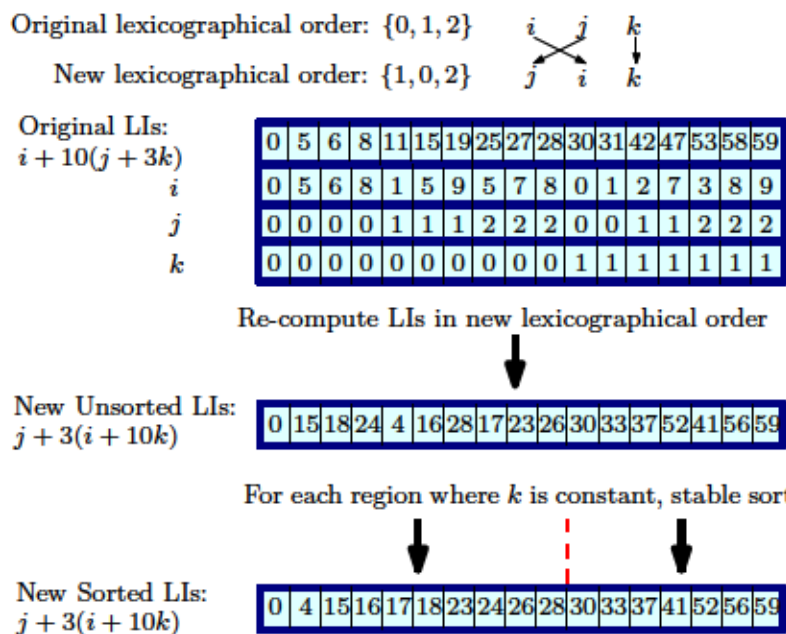 Original lexicographical order: {0, 1, 2} i j k
New lexicographical order: {1, 0, 2} j i k
Original LIs:
i + 10(j + 3k)
0 5 6 8 11 15 19 25 27 28 30 31 42 47 53 58 59
i 0 5 6 8 1 5 9 5 7 8 0 1 2 7 3 8 9
j 0 0 0 0 1 1 1 2 2 2 0 0 1 1 2 2 2
k 0 0 0 0 0 0 0 0 0 0 1 1 1 1 1 1 1
Re-compute LIs in new lexicographical order
New Unsorted LIs:
j + 3(i + 10k)
0 15 18 24 4 16 28 17 23 26 30 33 37 52 41 56 59
For each region where k is constant, stable sort
New Sorted LIs:
j + 3(i + 10k)
0 4 15 16 17 18 23 24 26 28 30 33 37 41 52 56 59